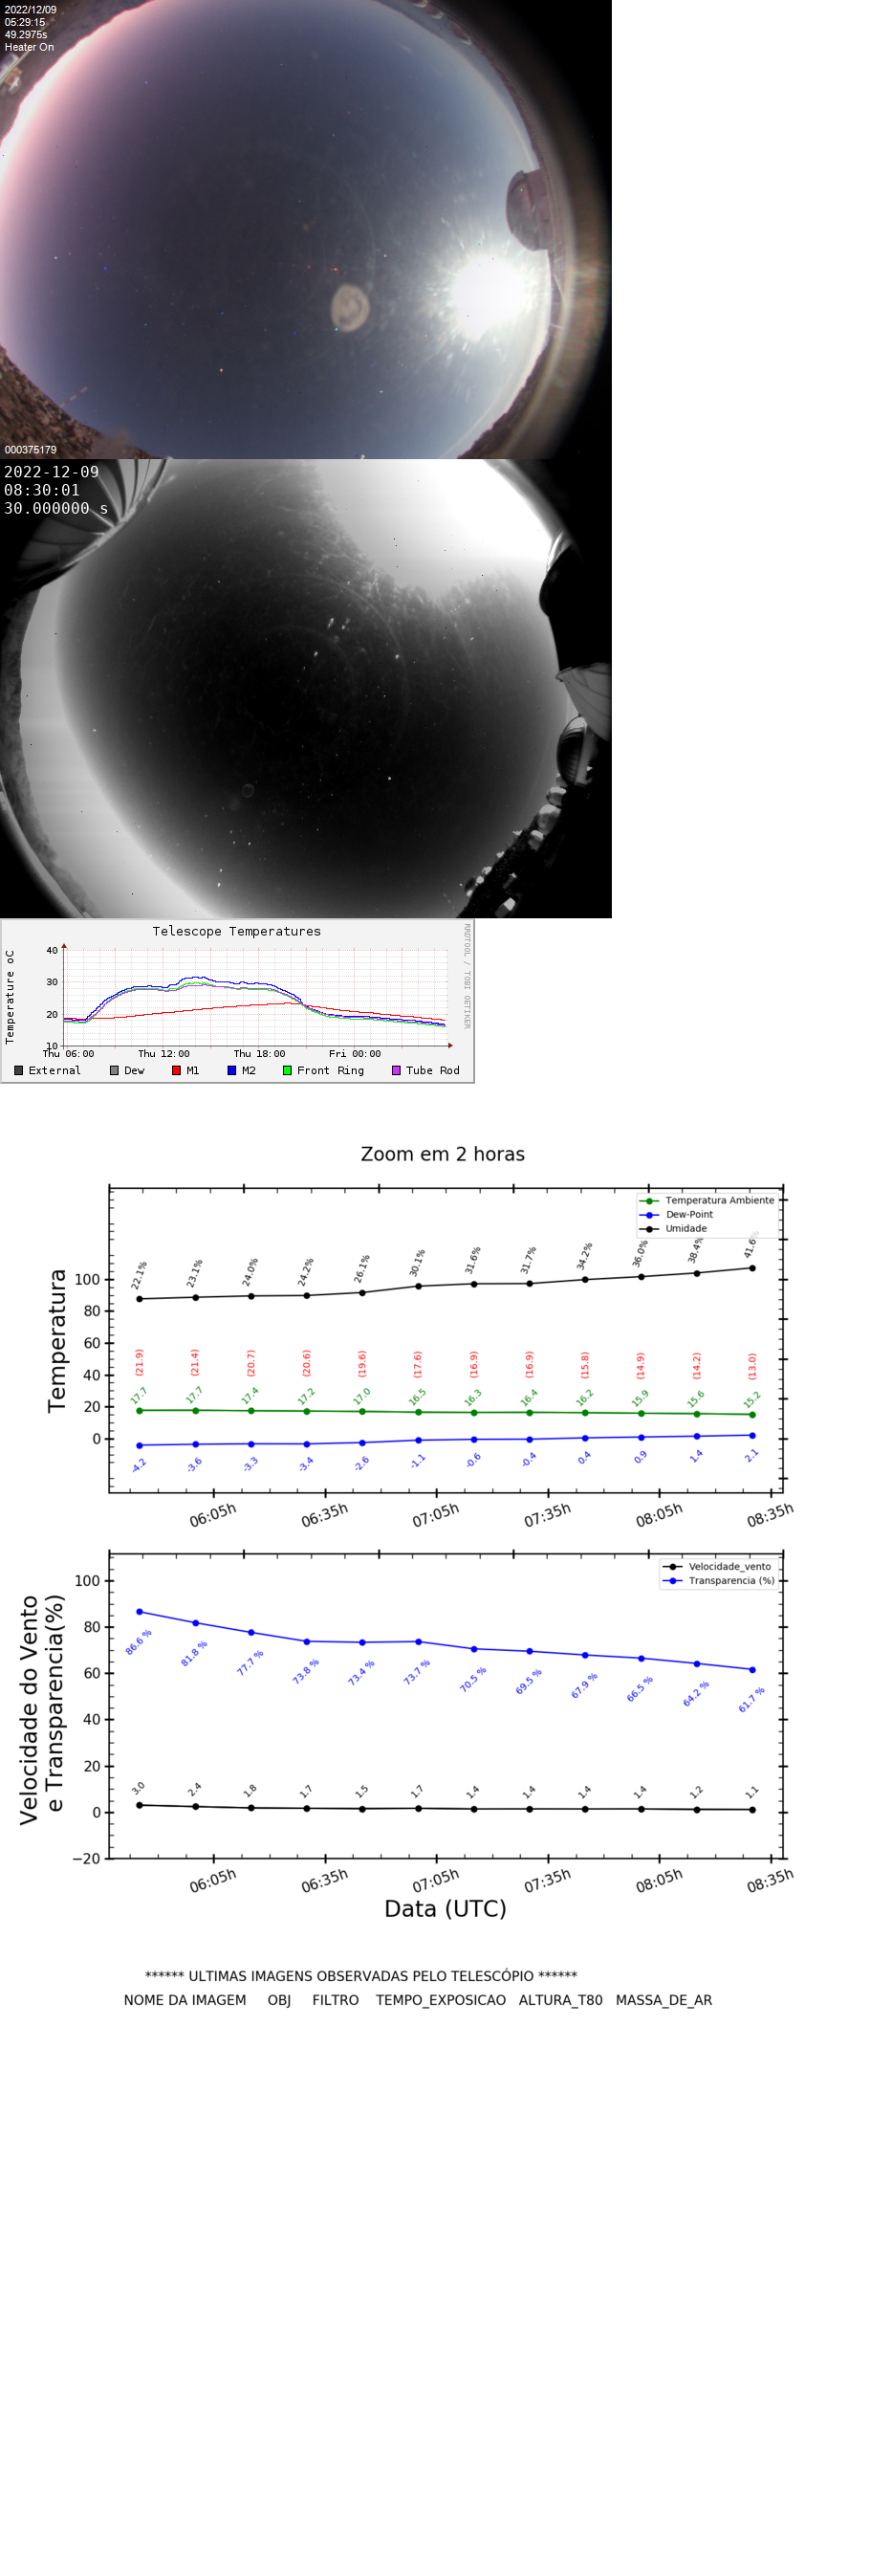 2022/12/09
05:29:15
49.2975s
Heater On
000375179
2022-12-09
08:30:01
30.000000 s
Telescope Temperatures
RRDTOOL / TOBI OETIKER
Temperature oC
40
30
20
10
Thu 06:00 Thu 12:00 Thu 18:00 Fri 00:00
External Dew M1 M2 Front Ring Tube Rod
Zoom em 2 horas
Temperatura Ambiente
Dew-Point
Umidade
Temperatura
100
80
60
40
20
0
22.1% 23.1% 24.0% 24.2% 26.1% 30.1% 31.6% 31.7% 34.2% 36.0% 38.4% 41.6%
(21.9) (21.4) (20.7) (20.6) (19.6) (17.6) (16.9) (16.9) (15.8) (14.9) (14.2) (13.0)
17.7 17.7 17.4 17.2 17.0 16.5 16.3 16.4 16.2 15.9 15.6 15.2
-4.2 -3.6 -3.3 -3.4 -2.6 -1.1 -0.6 -0.4 0.4 0.9 1.4 2.1
06:05h 06:35h 07:05h 07:35h 08:05h 08:35h
Velocidade_vento
Transparencia (%)
Velocidade do Vento
e Transparencia(%)
100
80
60
40
20
0
−20
86.6 % 81.8 % 77.7 % 73.8 % 73.4 % 73.7 % 70.5 % 69.5 % 67.9 % 66.5 % 64.2 % 61.7 %
3.0 2.4 1.8 1.7 1.5 1.7 1.4 1.4 1.4 1.4 1.2 1.1
06:05h 06:35h 07:05h 07:35h 08:05h 08:35h
Data (UTC)
****** ULTIMAS IMAGENS OBSERVADAS PELO TELESCÓPIO ******
NOME DA IMAGEM OBJ FILTRO TEMPO_EXPOSICAO ALTURA_T80 MASSA_DE_AR